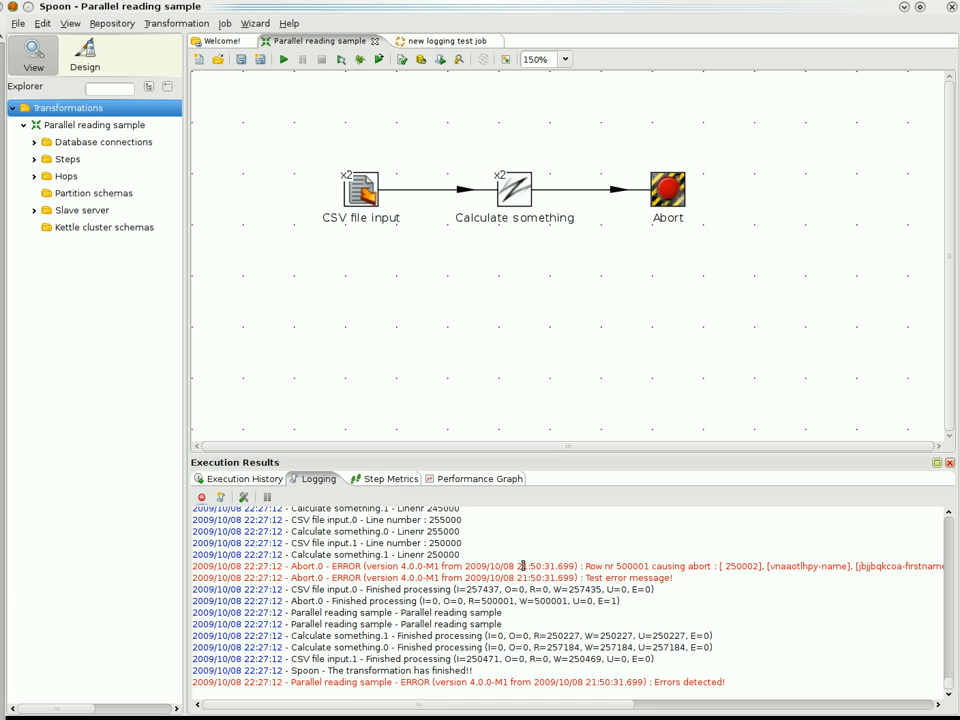 Spoon - Parallel reading sample
File Edit View Repository Transformation Job Wizard Help
View
Design
Explorer
Transformations
Parallel reading sample
Database connections
Steps
Hops
Partition schemas
Slave server
Kettle cluster schemas
Welcome! Parallel reading sample new logging test job
150%
x2
CSV file input
x2
Calculate something
Abort
Execution Results
Execution History Logging Step Metrics Performance Graph
2009/10/08 22:27:12 - Calculate something.1 - Linenr 245000
2009/10/08 22:27:12 - CSV file input.0 - Line number : 255000
2009/10/08 22:27:12 - Calculate something.0 - Linenr 255000
2009/10/08 22:27:12 - CSV file input.1 - Line number : 250000
2009/10/08 22:27:12 - Calculate something.1 - Linenr 250000
2009/10/08 22:27:12 - Abort.0 - ERROR (version 4.0.0-M1 from 2009/10/08 21:50:31.699) : Row nr 500001 causing abort : [ 250002], [vnaaotlhpy-name], [jbjjbqkcoa-firstname
2009/10/08 22:27:12 - Abort.0 - ERROR (version 4.0.0-M1 from 2009/10/08 21:50:31.699) : Test error message!
2009/10/08 22:27:12 - CSV file input.0 - Finished processing (I=257437, O=0, R=0, W=257435, U=0, E=0)
2009/10/08 22:27:12 - Abort.0 - Finished processing (I=0, O=0, R=500001, W=500001, U=0, E=1)
2009/10/08 22:27:12 - Parallel reading sample - Parallel reading sample
2009/10/08 22:27:12 - Parallel reading sample - Parallel reading sample
2009/10/08 22:27:12 - Calculate something.1 - Finished processing (I=0, O=0, R=250227, W=250227, U=250227, E=0)
2009/10/08 22:27:12 - Calculate something.0 - Finished processing (I=0, O=0, R=257184, W=257184, U=257184, E=0)
2009/10/08 22:27:12 - CSV file input.1 - Finished processing (I=250471, O=0, R=0, W=250469, U=0, E=0)
2009/10/08 22:27:12 - Spoon - The transformation has finished!!
2009/10/08 22:27:12 - Parallel reading sample - ERROR (version 4.0.0-M1 from 2009/10/08 21:50:31.699) : Errors detected!